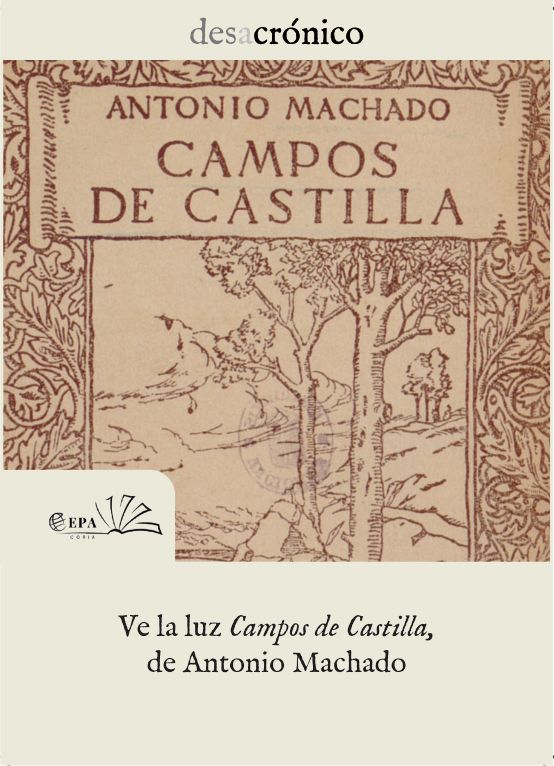 desacrónico
ANTONIO MACHADO
CAMPOS
DE CASTILLA
EPA
CORIA
Ve la luz Campos de Castilla,
de Antonio Machado